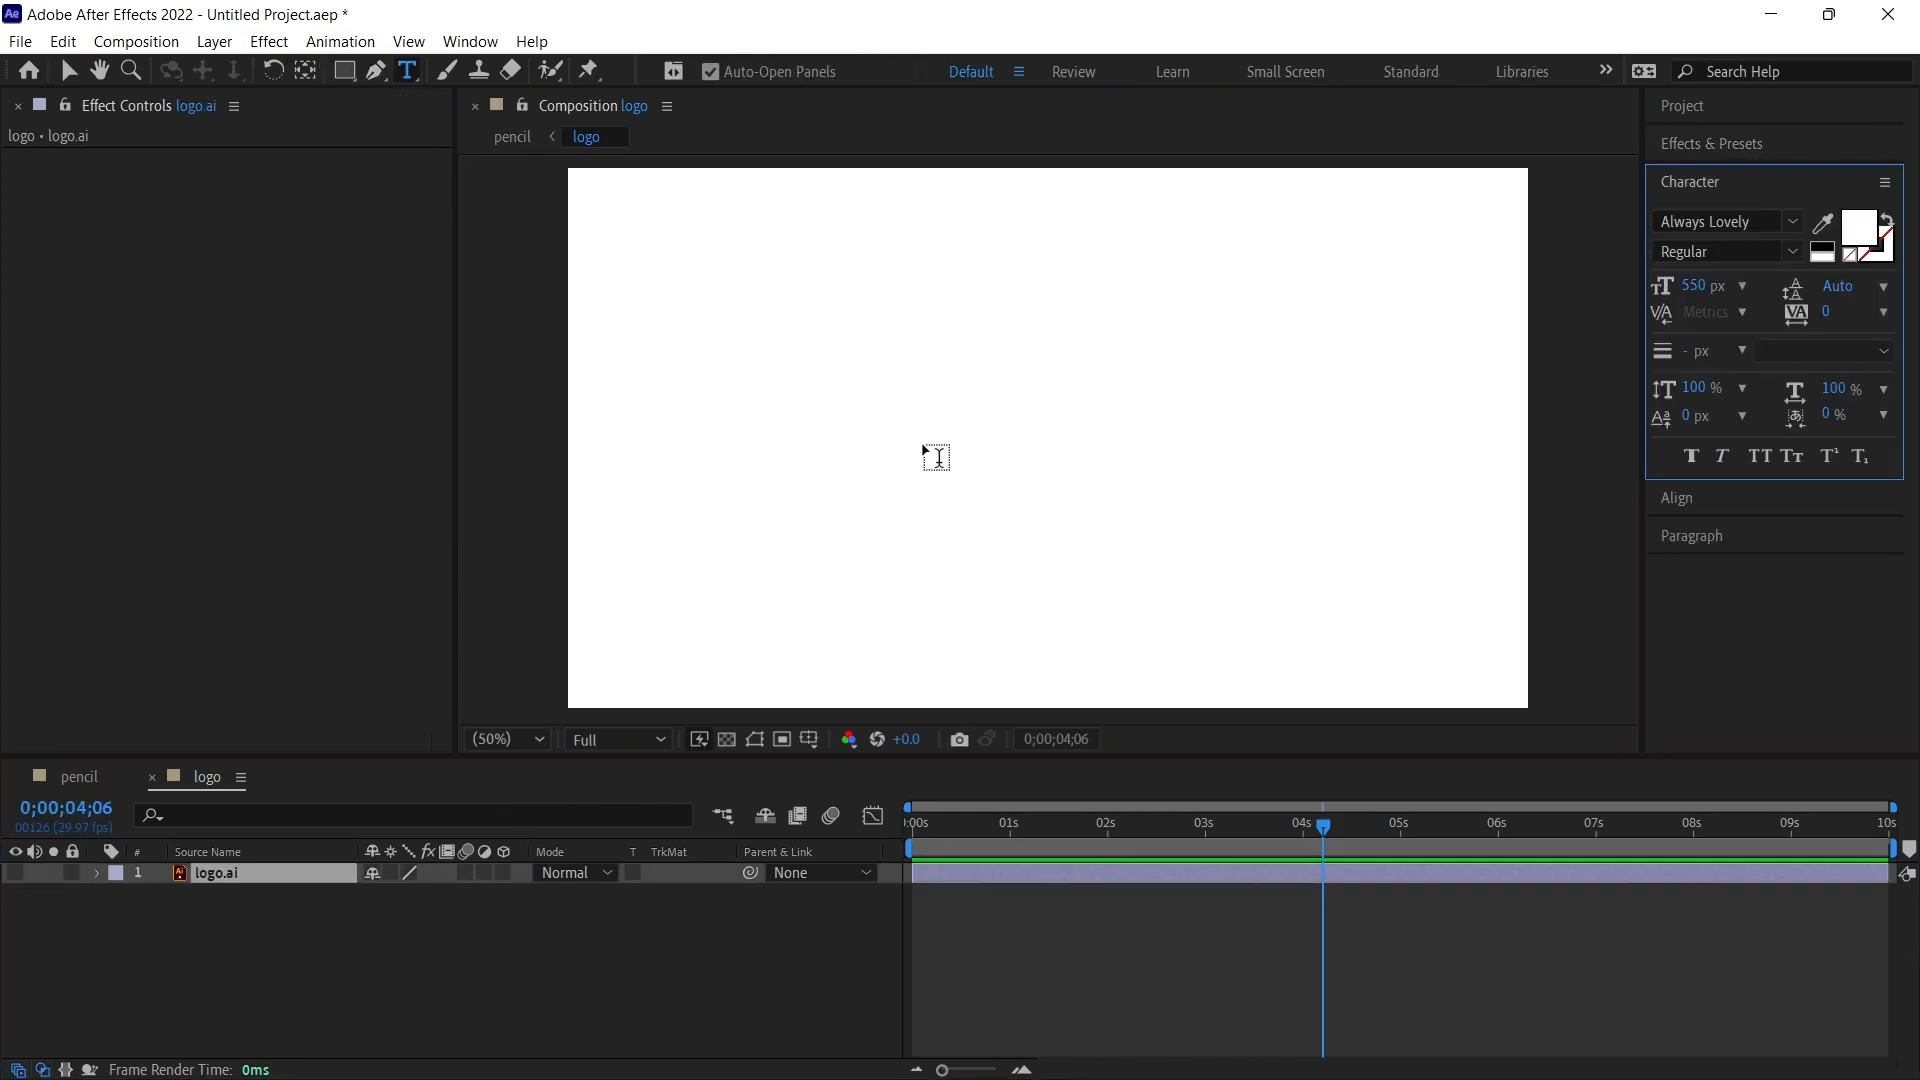 Ae Adobe After Effects 2022 - Untitled Project.aep *
File Edit Composition Layer Effect Animation View Window Help
Auto-Open Panels Default Review Learn Small Screen Standard Libraries Search Help
Effect Controls logo.ai
logo • logo.ai
Composition logo
pencil < logo
Project
Effects & Presets
Character
Always Lovely
Regular
550 px Auto
Metrics 0
- px
100 % 100 %
0 px 0 %
Align
Paragraph
(50%) Full +0.0 0;00;04;06
pencil logo
0;00;04;06
00126 (29.97 fps)
):00s 01s 02s 03s 04s 05s 06s 07s 08s 09s 10s
# Source Name fx Mode T TrkMat Parent & Link
1 Ai logo.ai Normal None
Frame Render Time: 0ms